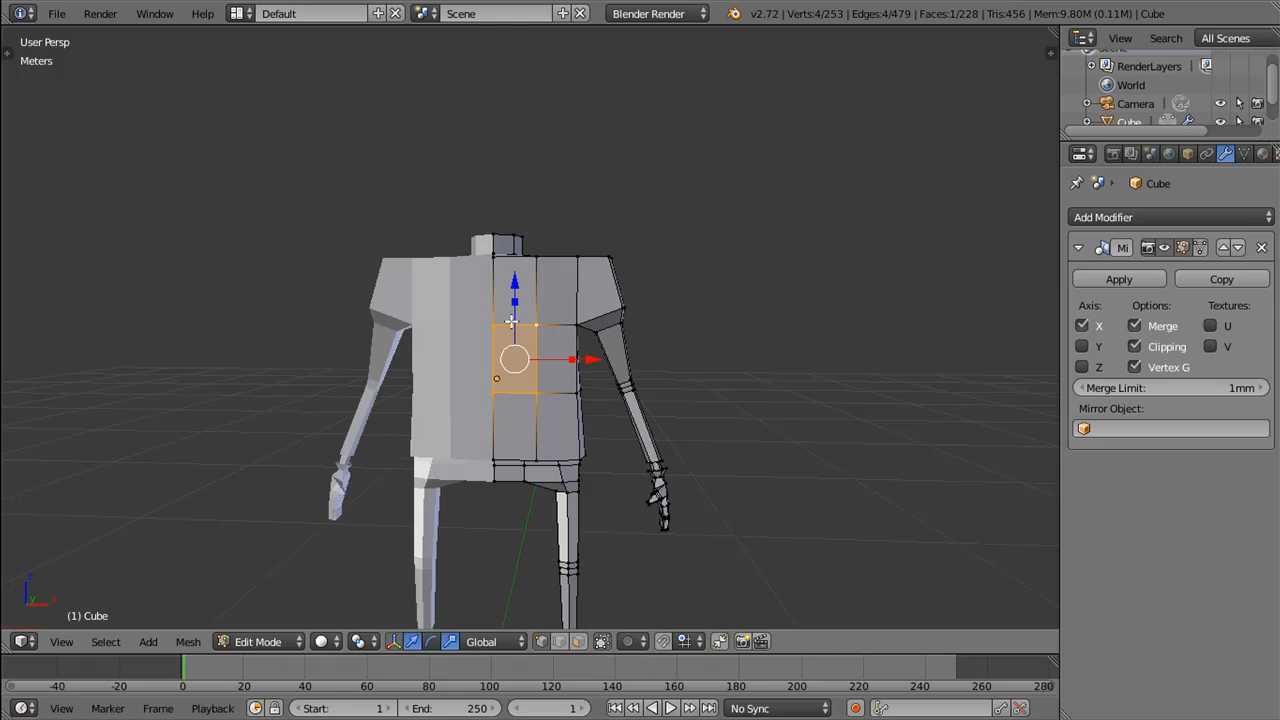 File Render Window Help Default Scene Blender Render v2.72 | Verts:4/253 | Edges:4/479 | Faces:1/228 | Tris:456 | Mem:9.80M (0.11M) | Cube
User Persp
Meters
View Search All Scenes
RenderLayers
World
Camera
Cube
Cube
Add Modifier
Mi
Apply Copy
Axis: Options: Textures:
X Merge U
Y Clipping V
Z Vertex G
Merge Limit: 1mm
Mirror Object:
z
y x
(1) Cube
View Select Add Mesh Edit Mode Global
-40 -20 0 20 40 60 80 100 120 140 160 180 200 220 240 260 280
View Marker Frame Playback Start: 1 End: 250 1 No Sync